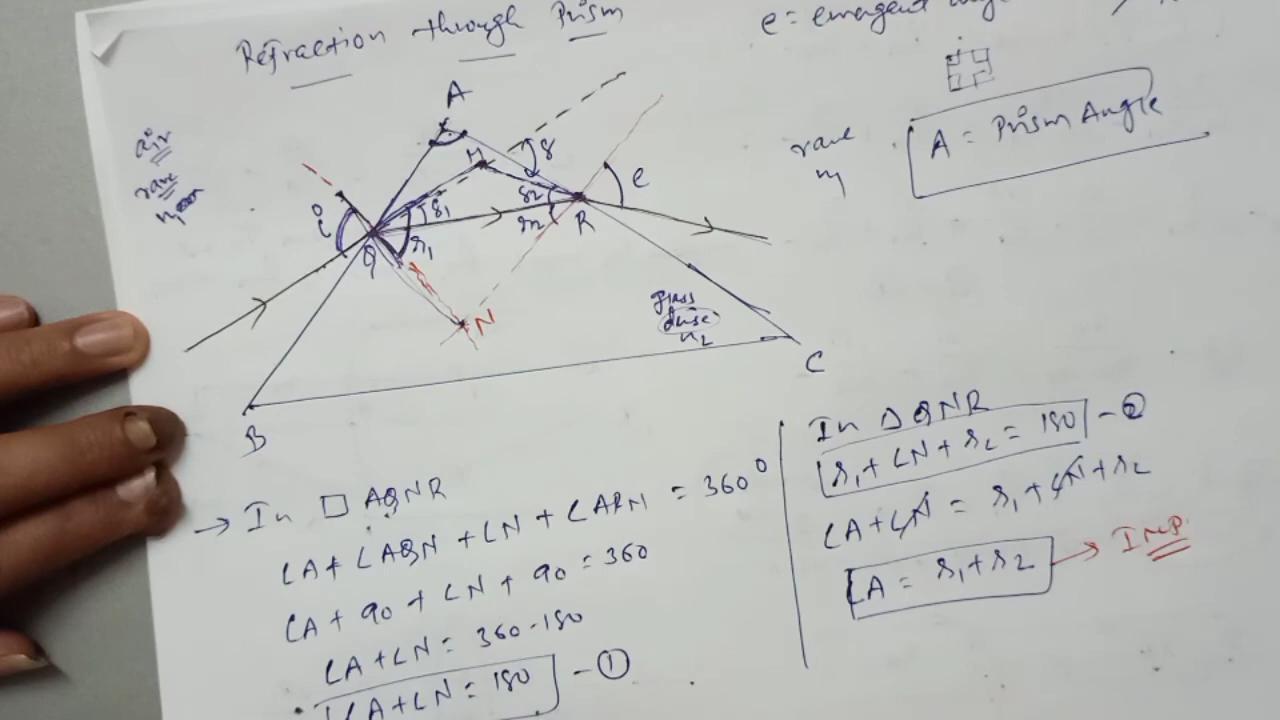 Refraction through Prism
e = emergent
air
rare
n1
rare
n1
A = Prism Angle
A
M
δ
e
i
Q
δ1
r1
δ2
r2
R
N
glass
denser
n2
B
C
→ In □ AQNR
∠A + ∠AQN + ∠N + ∠ARN = 360°
∠A + 90 + ∠N + 90 = 360
∠A + ∠N = 360 - 180
∠A + ∠N = 180 - ①
In Δ QNR
r1 + ∠N + r2 = 180 - ②
∠A + ∠N = r1 + ∠N + r2
∠A = r1 + r2 → IMP.